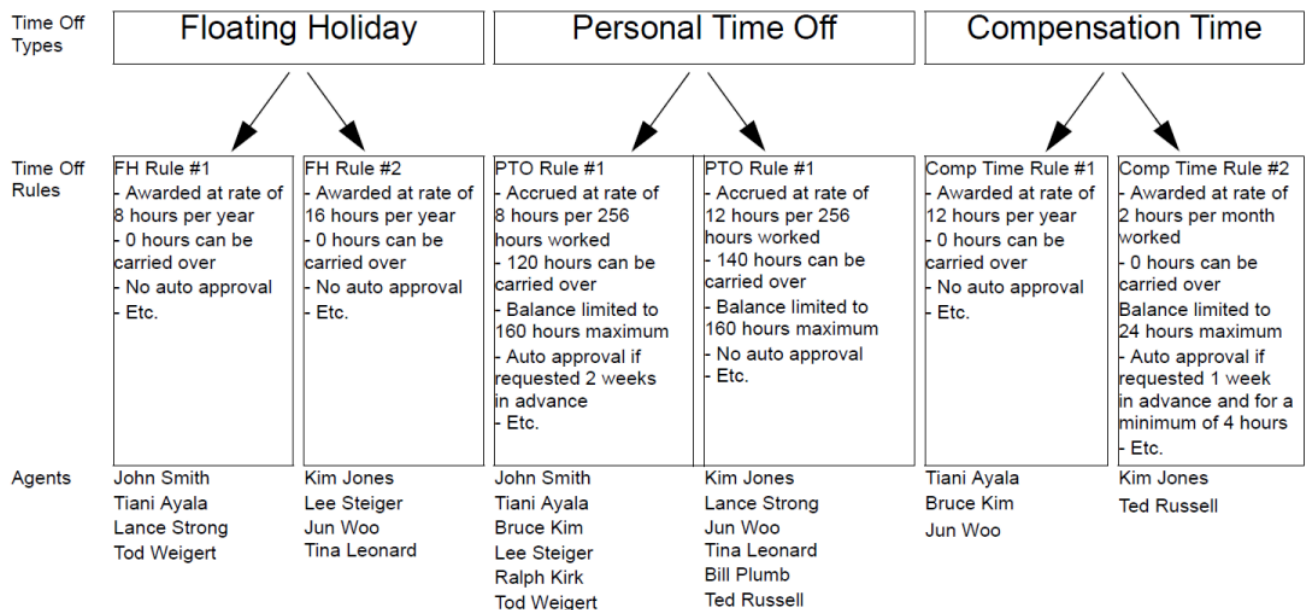 Time Off
Types
Floating Holiday
Personal Time Off
Compensation Time
Time Off
Rules
FH Rule #1
- Awarded at rate of
8 hours per year
- 0 hours can be
carried over
- No auto approval
- Etc.
FH Rule #2
- Awarded at rate of
16 hours per year
- 0 hours can be
carried over
- No auto approval
- Etc.
PTO Rule #1
- Accrued at rate of
8 hours per 256
hours worked
- 120 hours can be
carried over
- Balance limited to
160 hours maximum
- Auto approval if
requested 2 weeks
in advance
- Etc.
PTO Rule #1
- Accrued at rate of
12 hours per 256
hours worked
- 140 hours can be
carried over
- Balance limited to
160 hours maximum
- No auto approval
- Etc.
Comp Time Rule #1
- Awarded at rate of
12 hours per year
- 0 hours can be
carried over
- No auto approval
- Etc.
Comp Time Rule #2
- Awarded at rate of
2 hours per month
worked
- 0 hours can be
carried over
Balance limited to
24 hours maximum
- Auto approval if
requested 1 week
in advance and for a
minimum of 4 hours
- Etc.
Agents
John Smith
Tiani Ayala
Lance Strong
Tod Weigert
Kim Jones
Lee Steiger
Jun Woo
Tina Leonard
John Smith
Tiani Ayala
Bruce Kim
Lee Steiger
Ralph Kirk
Tod Weigert
Kim Jones
Lance Strong
Jun Woo
Tina Leonard
Bill Plumb
Ted Russell
Tiani Ayala
Bruce Kim
Jun Woo
Kim Jones
Ted Russell